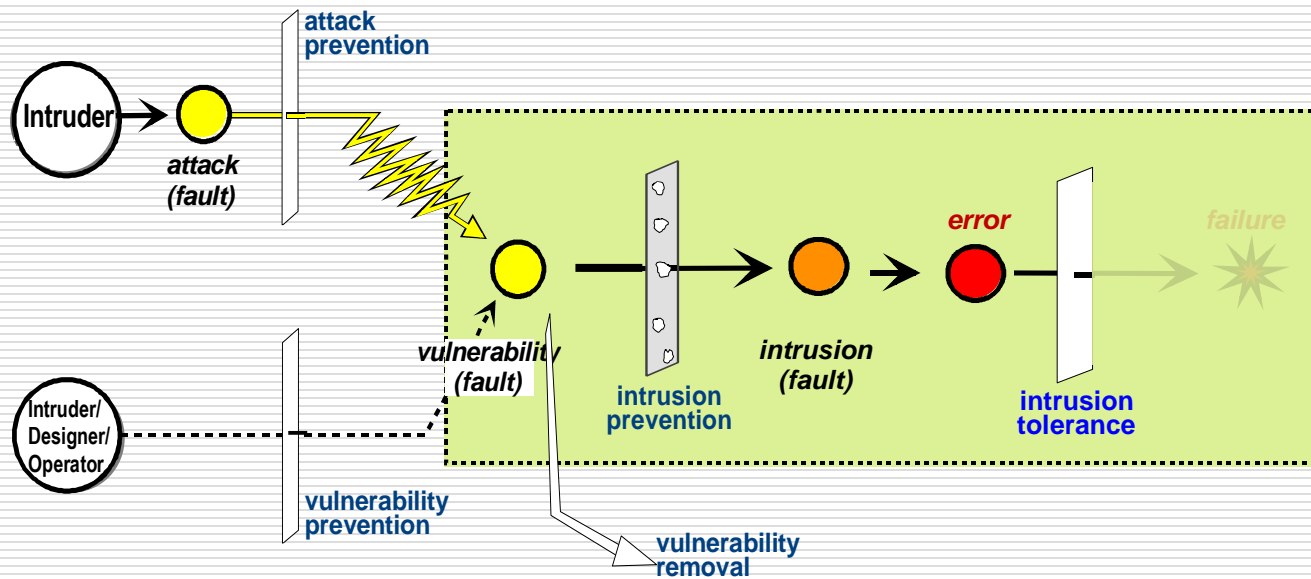 attack
prevention
Intruder
attack
(fault)
error
failure
vulnerability
(fault)
intrusion
(fault)
intrusion
prevention
intrusion
tolerance
Intruder/
Designer/
Operator
vulnerability
prevention
vulnerability
removal